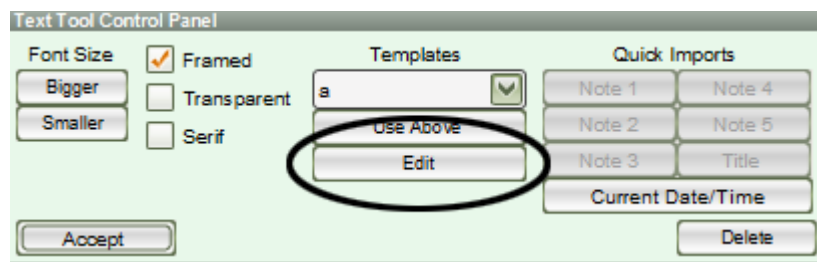 Text Tool Control Panel
Font Size
Bigger
Smaller
Framed
Transparent
Serif
Templates
a
Use Above
Edit
Quick Imports
Note 1 Note 4
Note 2 Note 5
Note 3 Title
Current Date/Time
Accept
Delete